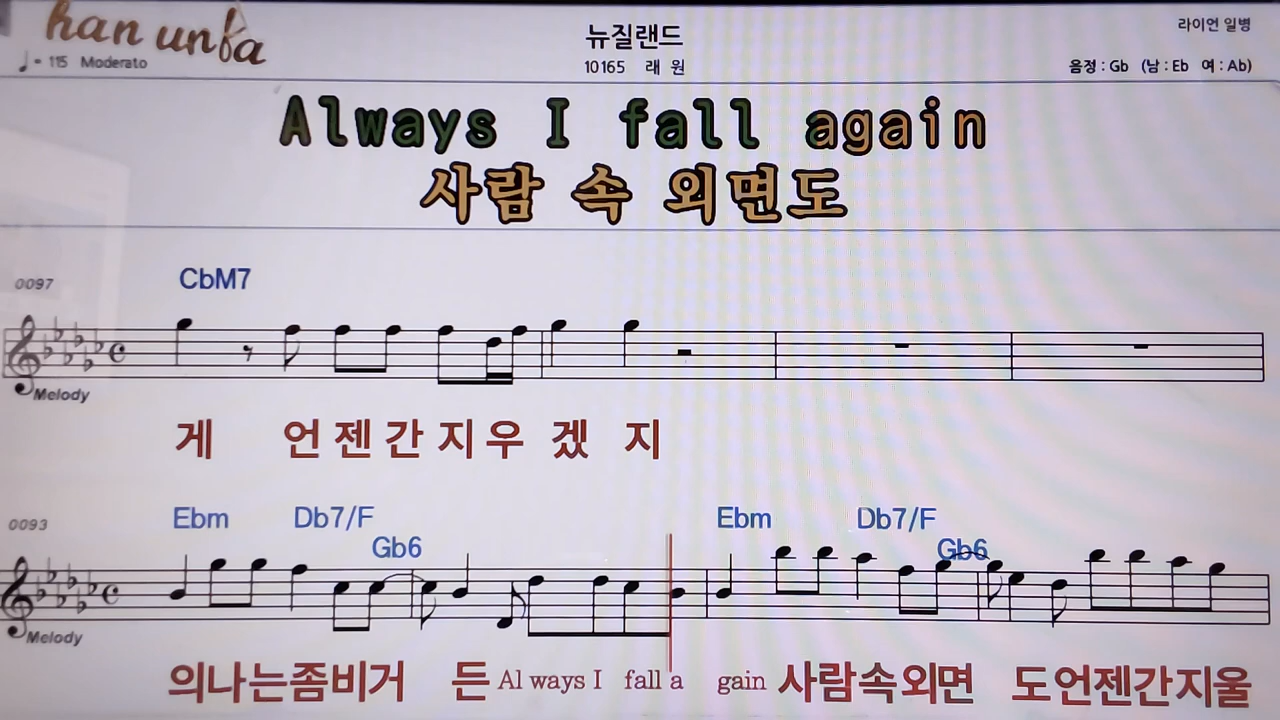 han unba
♩= 115 Moderato
뉴질랜드
10165 래 원
라이언 일병
음정 : Gb (남 : Eb 여 : Ab)
Always I fall again
사람 속 외면도
0097
CbM7
Melody
게 언젠간지우겠지
0093
Ebm Db7/F Gb6 Ebm Db7/F Gb6
Melody
의나는좀비거 든 Al ways I fall a gain 사람속외면 도언젠간지울